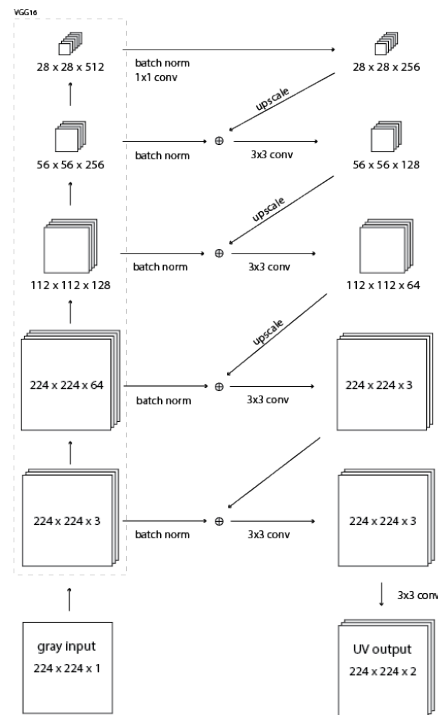 VGG16
28 x 28 x 512
batch norm
1x1 conv
28 x 28 x 256
upscale
56 x 56 x 256
batch norm
⊕
3x3 conv
56 x 56 x 128
upscale
112 x 112 x 128
batch norm
⊕
3x3 conv
112 x 112 x 64
upscale
224 x 224 x 64
batch norm
⊕
3x3 conv
224 x 224 x 3
224 x 224 x 3
batch norm
⊕
3x3 conv
224 x 224 x 3
3x3 conv
gray input
224 x 224 x 1
UV output
224 x 224 x 2